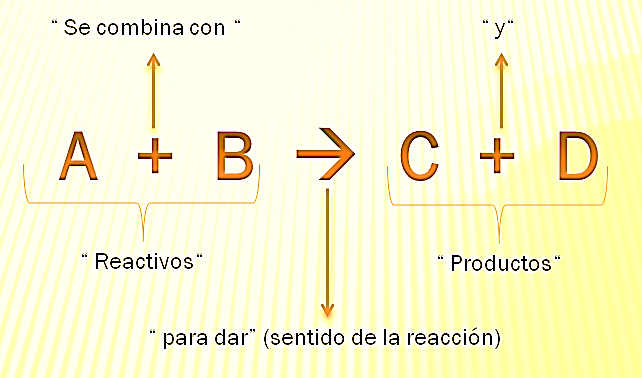 “ Se combina con “ “ y“
A + B → C + D
“ Reactivos“ “ Productos“
“ para dar” (sentido de la reacción)